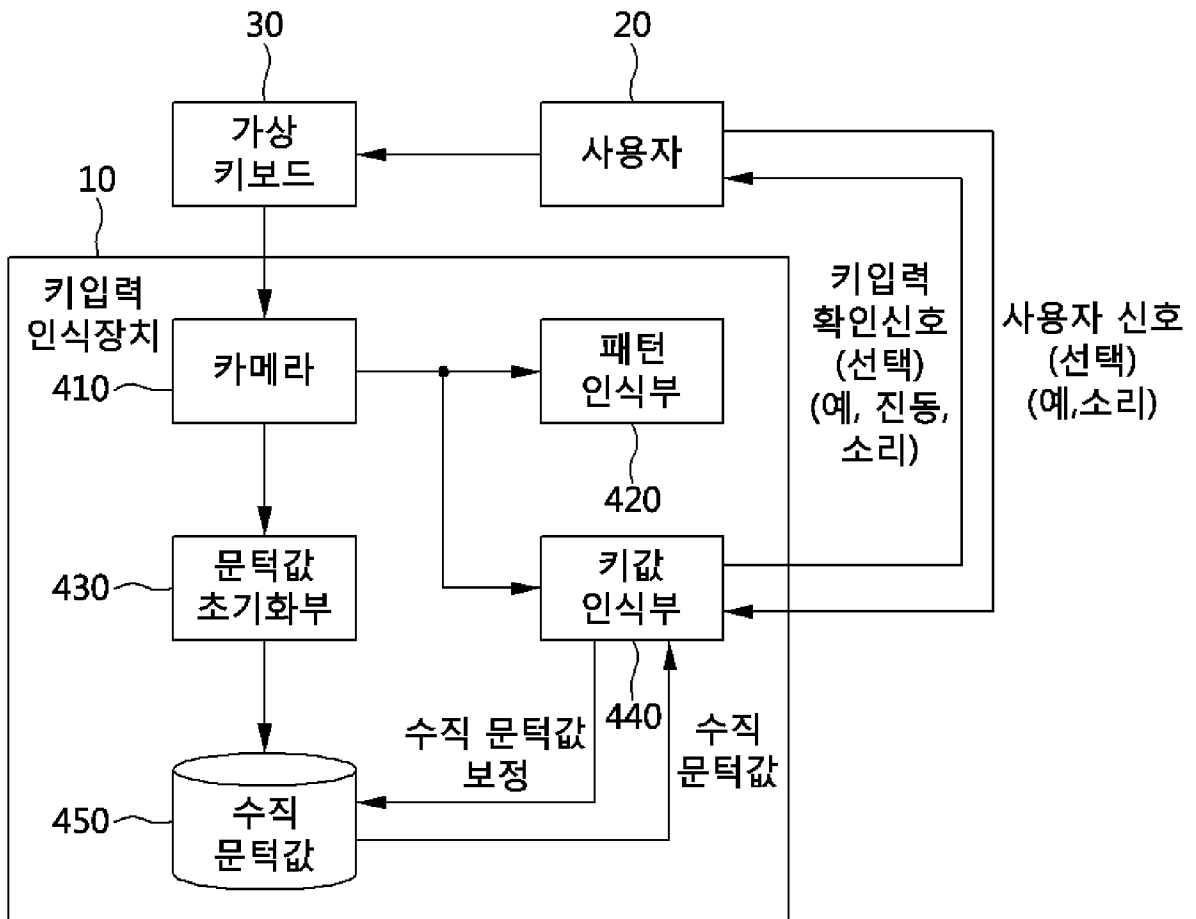 30
20
가상
키보드
사용자
10
키입력
인식장치
카메라
410
패턴
인식부
420
키입력
확인신호
(선택)
(예, 진동,
소리)
사용자 신호
(선택)
(예,소리)
430
문턱값
초기화부
키값
인식부
440
수직 문턱값
보정
수직
문턱값
450
수직
문턱값